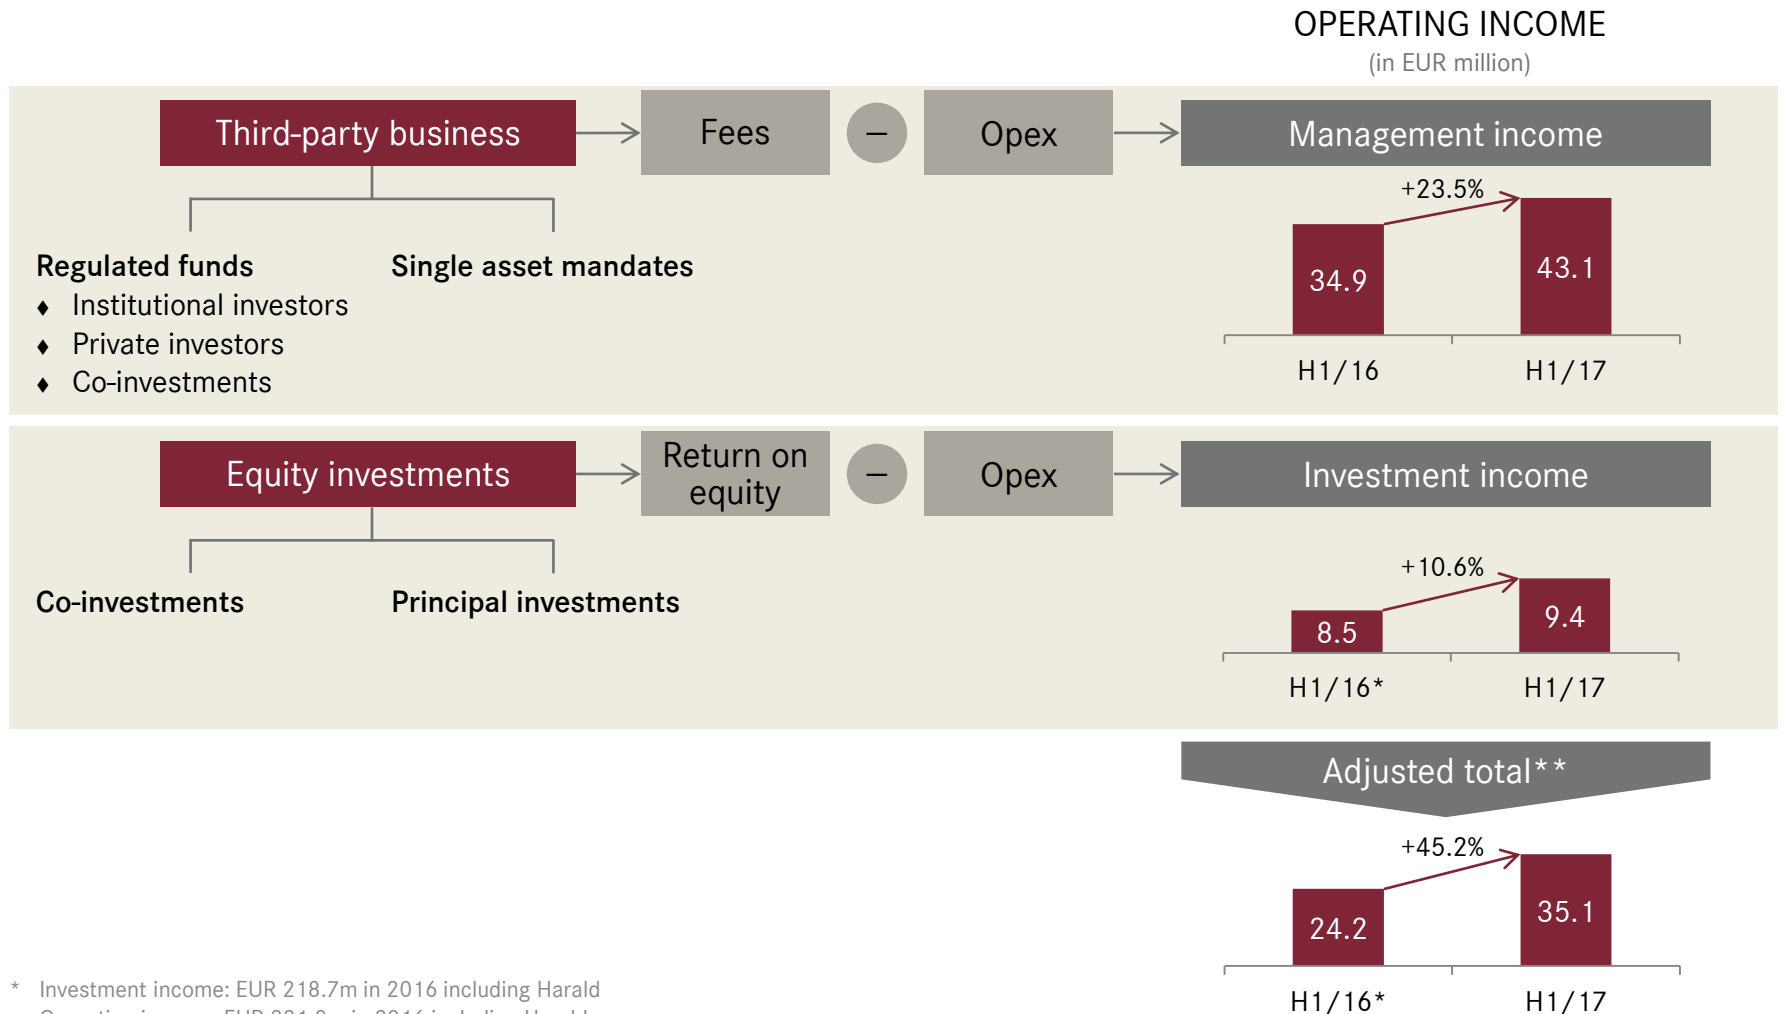 OPERATING INCOME
(in EUR million)
Third-party business
Fees
–
Opex
Management income
Regulated funds
♦ Institutional investors
♦ Private investors
♦ Co-investments
Single asset mandates
+23.5%
34.9
43.1
H1/16
H1/17
Equity investments
Return on
equity
–
Opex
Investment income
Co-investments
Principal investments
+10.6%
8.5
9.4
H1/16*
H1/17
Adjusted total**
+45.2%
24.2
35.1
H1/16*
H1/17
* Investment income: EUR 218.7m in 2016 including Harald